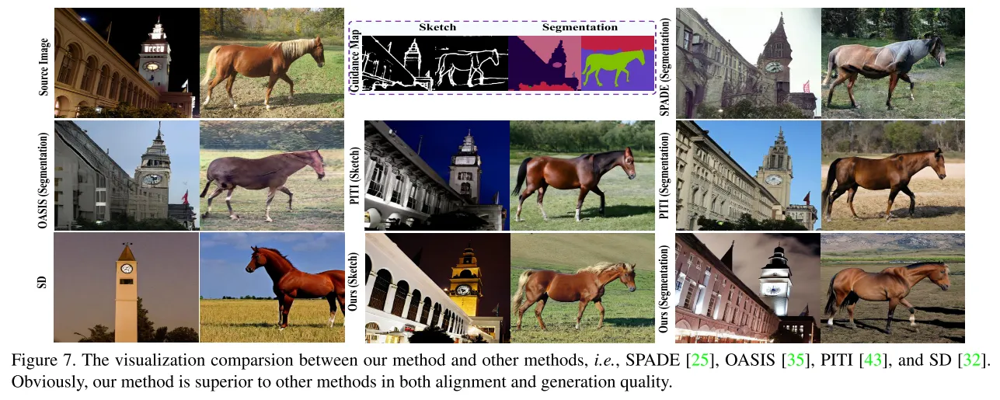 Source Image
Sketch
Segmentation
Guidance Map
SPADE (Segmentation)
OASIS (Segmentation)
PITI (Sketch)
PITI (Segmentation)
SD
Ours (Sketch)
Ours (Segmentation)
Figure 7. The visualization comparsion between our method and other methods, i.e., SPADE [25], OASIS [35], PITI [43], and SD [32].
Obviously, our method is superior to other methods in both alignment and generation quality.